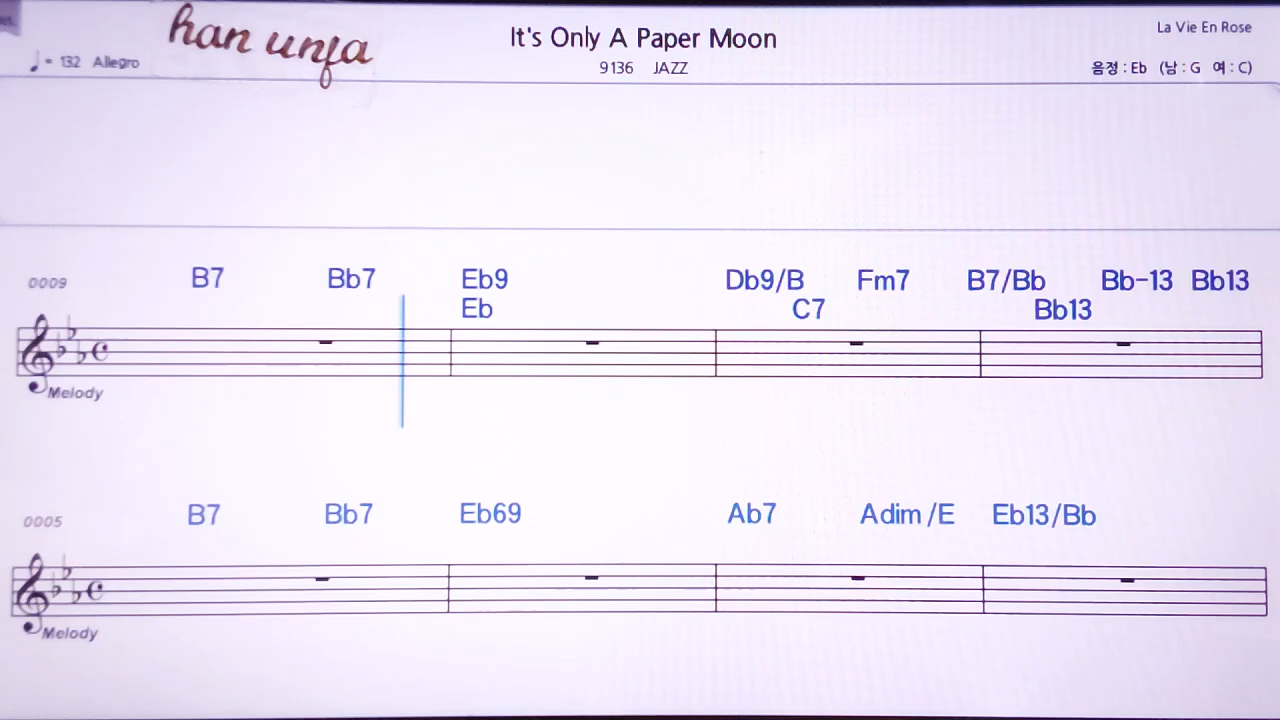 han unfa
It's Only A Paper Moon
La Vie En Rose
♩ = 132 Allegro
9136 JAZZ
음정 : Eb (남 : G 여 : C)
0009 B7 Bb7 Eb9 Db9/B Fm7 B7/Bb Bb-13 Bb13
Eb C7 Bb13
Melody
0005 B7 Bb7 Eb69 Ab7 Adim/E Eb13/Bb
Melody